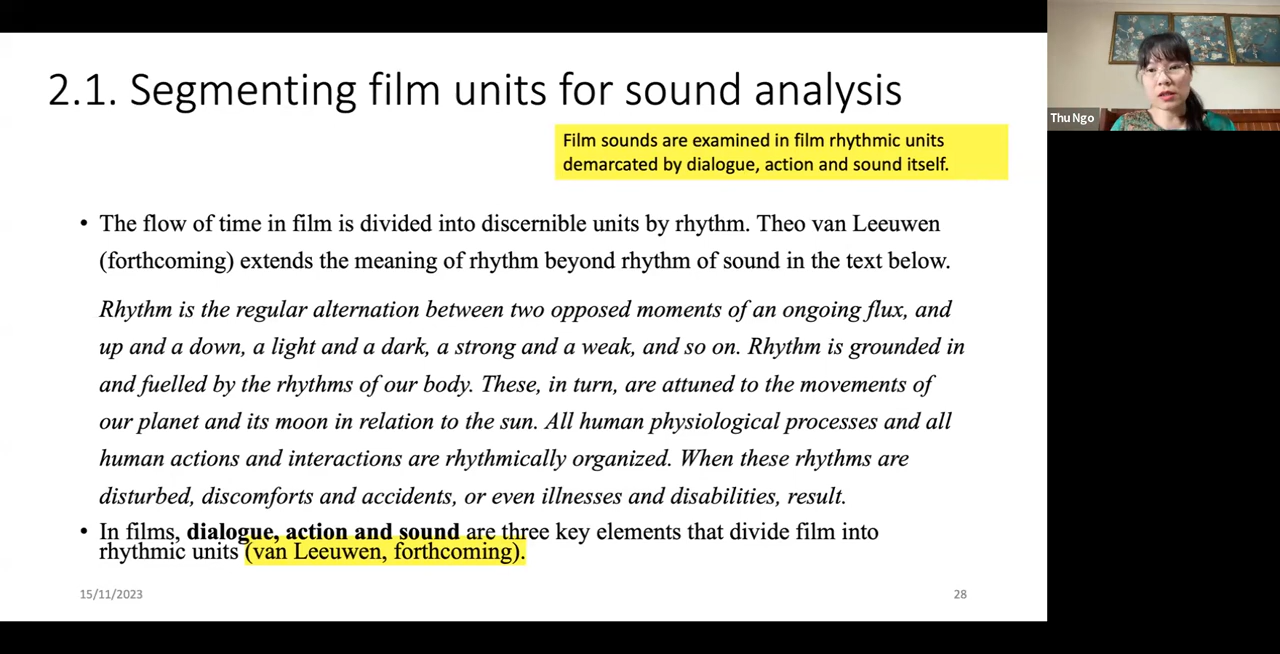 2.1. Segmenting film units for sound analysis
Film sounds are examined in film rhythmic units
demarcated by dialogue, action and sound itself.
• The flow of time in film is divided into discernible units by rhythm. Theo van Leeuwen
(forthcoming) extends the meaning of rhythm beyond rhythm of sound in the text below.
Rhythm is the regular alternation between two opposed moments of an ongoing flux, and
up and a down, a light and a dark, a strong and a weak, and so on. Rhythm is grounded in
and fuelled by the rhythms of our body. These, in turn, are attuned to the movements of
our planet and its moon in relation to the sun. All human physiological processes and all
human actions and interactions are rhythmically organized. When these rhythms are
disturbed, discomforts and accidents, or even illnesses and disabilities, result.
• In films, dialogue, action and sound are three key elements that divide film into
rhythmic units (van Leeuwen, forthcoming).
15/11/2023
28
Thu Ngo